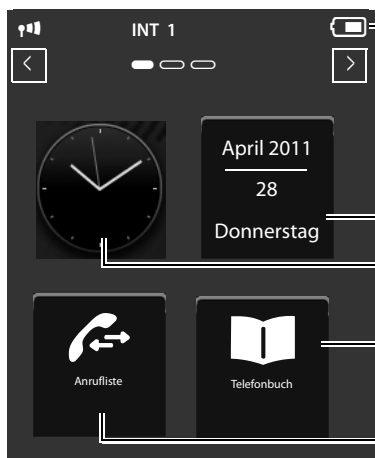 INT 1
April 2011
28
Donnerstag
Anrufliste
Telefonbuch